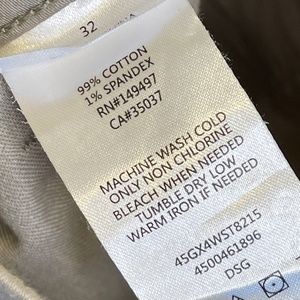 32
99% COTTON
1% SPANDEX
RN#149497
CA#35037
MACHINE WASH COLD
ONLY NON CHLORINE
BLEACH WHEN NEEDED
TUMBLE DRY LOW
WARM IRON IF NEEDED
45GX4WST8215
4500461896
DSG